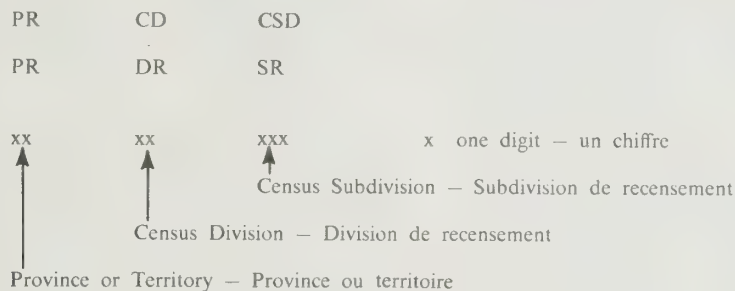 PR CD CSD
PR DR SR
xx xx xxx x one digit — un chiffre
Census Subdivision — Subdivision de recensement
Census Division — Division de recensement
Province or Territory — Province ou territoire